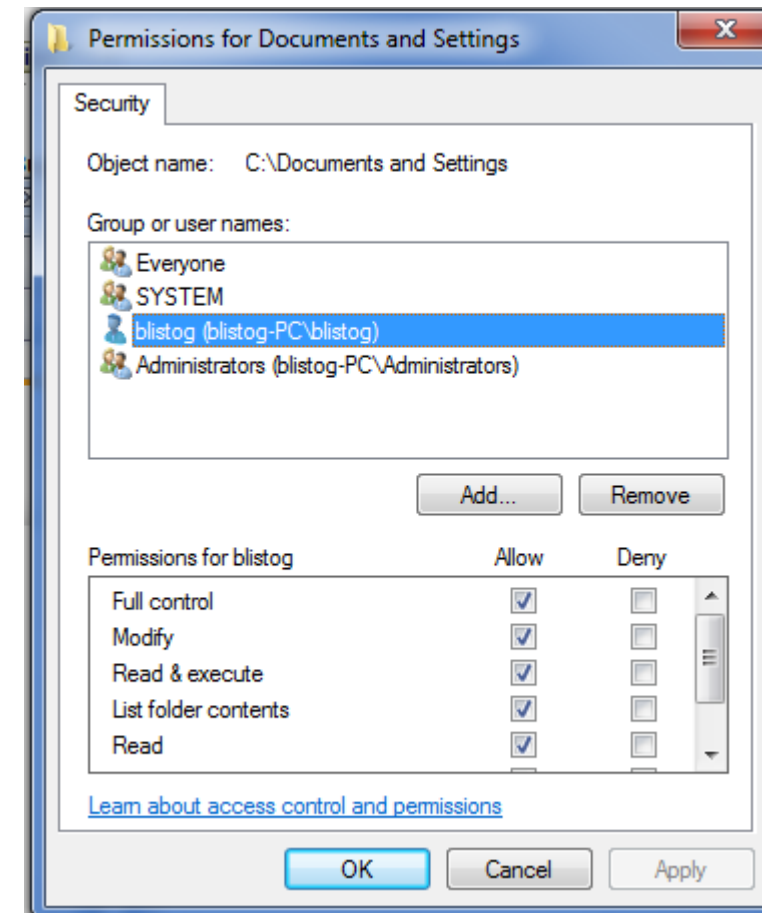 Permissions for Documents and Settings
Security
Object name: C:\Documents and Settings
Group or user names:
Everyone
SYSTEM
blistog (blistog-PC\blistog)
Administrators (blistog-PC\Administrators)
Add... Remove
Permissions for blistog Allow Deny
Full control
Modify
Read & execute
List folder contents
Read
Learn about access control and permissions
OK Cancel Apply